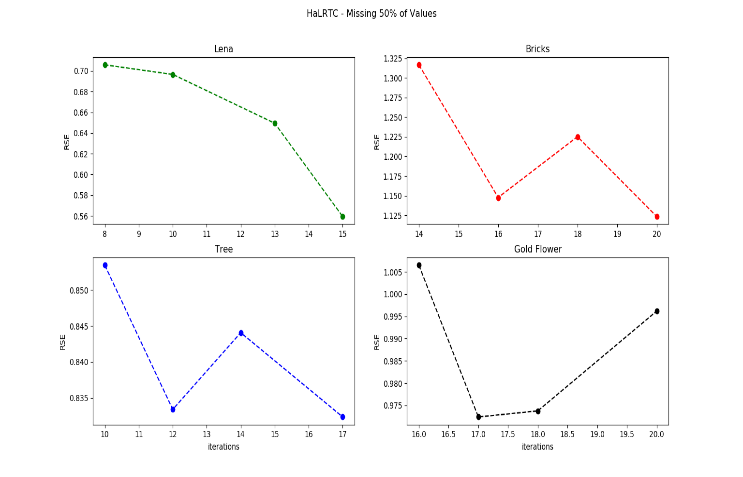 HaLRTC - Missing 50% of Values
Lena
RSE
0.70
0.68
0.66
0.64
0.62
0.60
0.58
0.56
8 9 10 11 12 13 14 15
Bricks
RSE
1.325
1.300
1.275
1.250
1.225
1.200
1.175
1.150
1.125
14 15 16 17 18 19 20
Tree
RSE
0.850
0.845
0.840
0.835
10 11 12 13 14 15 16 17
iterations
Gold Flower
RSE
1.005
1.000
0.995
0.990
0.985
0.980
0.975
16.0 16.5 17.0 17.5 18.0 18.5 19.0 19.5 20.0
iterations